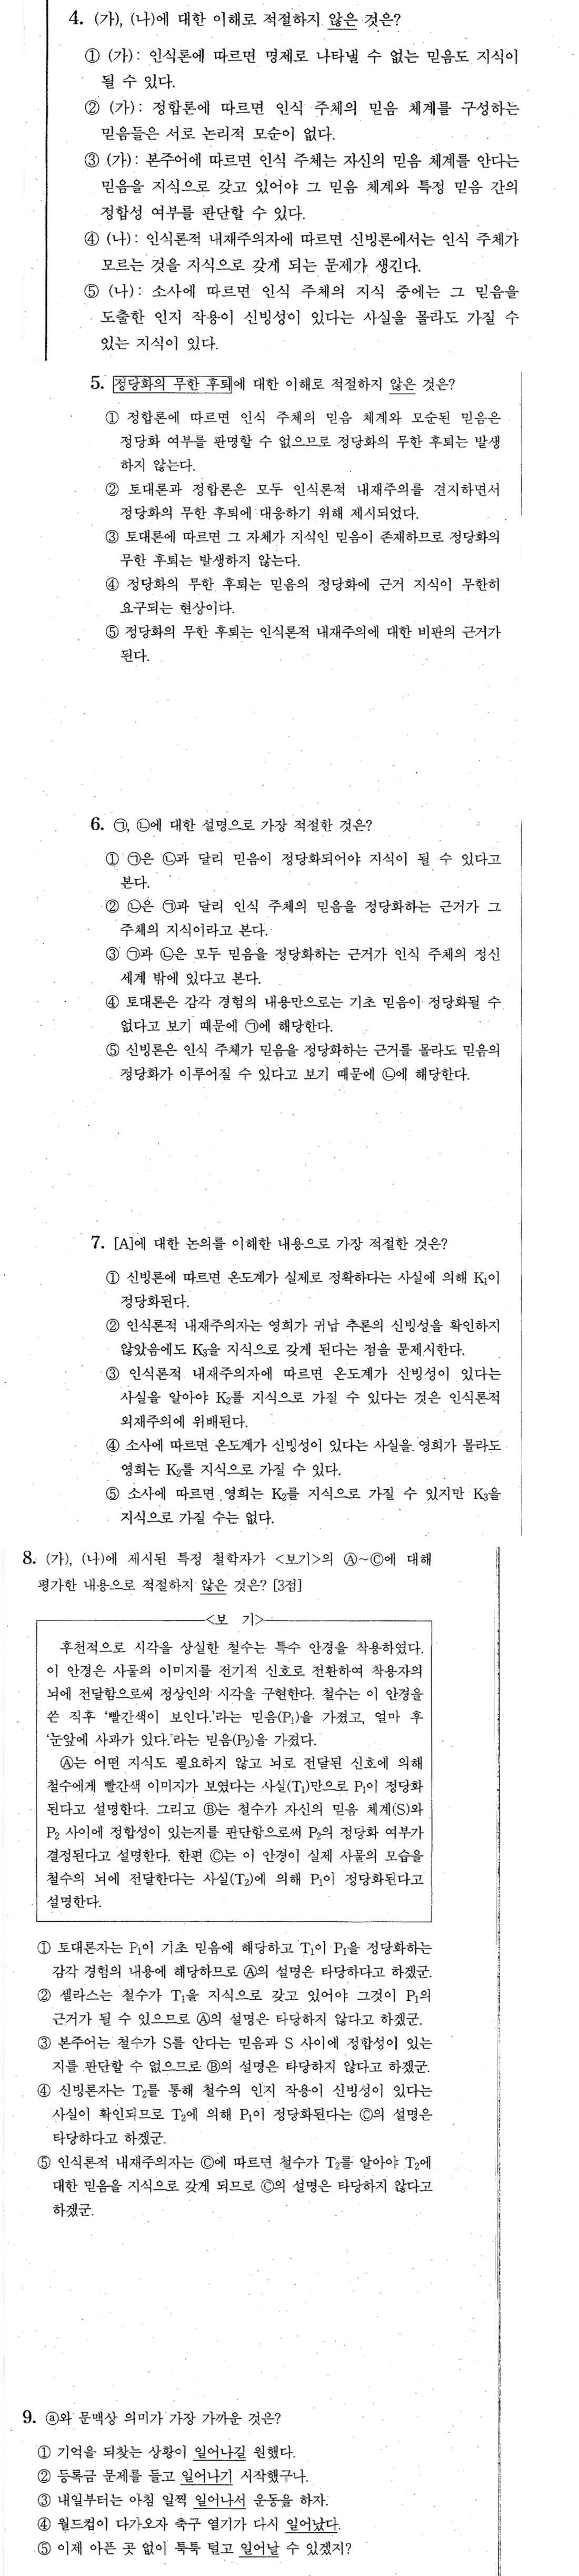 4. (가), (나)에 대한 이해로 적절하지 않은 것은?
① (가): 인식론에 따르면 명제로 나타낼 수 없는 믿음도 지식이
될 수 있다.
② (가): 정합론에 따르면 인식 주체의 믿음 체계를 구성하는
믿음들은 서로 논리적 모순이 없다.
③ (가): 본주어에 따르면 인식 주체는 자신의 믿음 체계를 안다는
믿음을 지식으로 갖고 있어야 그 믿음 체계와 특정 믿음 간의
정합성 여부를 판단할 수 있다.
④ (나): 인식론적 내재주의자에 따르면 신빙론에서는 인식 주체가
모르는 것을 지식으로 갖게 되는 문제가 생긴다.
⑤ (나): 소사에 따르면 인식 주체의 지식 중에는 그 믿음을
도출한 인지 작용이 신빙성이 있다는 사실을 몰라도 가질 수
있는 지식이 있다.
5. 정당화의 무한 후퇴에 대한 이해로 적절하지 않은 것은?
① 정합론에 따르면 인식 주체의 믿음 체계와 모순된 믿음은
정당화 여부를 판명할 수 없으므로 정당화의 무한 후퇴는 발생
하지 않는다.
② 토대론과 정합론은 모두 인식론적 내재주의를 견지하면서
정당화의 무한 후퇴에 대응하기 위해 제시되었다.
③ 토대론에 따르면 그 자체가 지식인 믿음이 존재하므로 정당화의
무한 후퇴는 발생하지 않는다.
④ 정당화의 무한 후퇴는 믿음의 정당화에 근거 지식이 무한히
요구되는 현상이다.
⑤ 정당화의 무한 후퇴는 인식론적 내재주의에 대한 비판의 근거가
된다.
6. ㉠, ㉡에 대한 설명으로 가장 적절한 것은?
① ㉠은 ㉡과 달리 믿음이 정당화되어야 지식이 될 수 있다고
본다.
② ㉡은 ㉠과 달리 인식 주체의 믿음을 정당화하는 근거가 그
주체의 지식이라고 본다.
③ ㉠과 ㉡은 모두 믿음을 정당화하는 근거가 인식 주체의 정신
세계 밖에 있다고 본다.
④ 토대론은 감각 경험의 내용만으로는 기초 믿음이 정당화될 수
없다고 보기 때문에 ㉠에 해당한다.
⑤ 신빙론은 인식 주체가 믿음을 정당화하는 근거를 몰라도 믿음의
정당화가 이루어질 수 있다고 보기 때문에 ㉡에 해당한다.
7. [A]에 대한 논의를 이해한 내용으로 가장 적절한 것은?
① 신빙론에 따르면 온도계가 실제로 정확하다는 사실에 의해 K₁이
정당화된다.
② 인식론적 내재주의자는 영희가 귀납 추론의 신빙성을 확인하지
않았음에도 K₃을 지식으로 갖게 된다는 점을 문제시한다.
③ 인식론적 내재주의자에 따르면 온도계가 신빙성이 있다는
사실을 알아야 K₂를 지식으로 가질 수 있다는 것은 인식론적
외재주의에 위배된다.
④ 소사에 따르면 온도계가 신빙성이 있다는 사실을 영희가 몰라도
영희는 K₂를 지식으로 가질 수 있다.
⑤ 소사에 따르면 영희는 K₂를 지식으로 가질 수 있지만 K₃을
지식으로 가질 수는 없다.
8. (가), (나)에 제시된 특정 철학자가 <보기>의 Ⓐ~Ⓒ에 대해
평가한 내용으로 적절하지 않은 것은? [3점]
<보 기>
후천적으로 시각을 상실한 철수는 특수 안경을 착용하였다.
이 안경은 사물의 이미지를 전기적 신호로 전환하여 착용자의
뇌에 전달함으로써 정상인의 시각을 구현한다. 철수는 이 안경을
쓴 직후 ‘빨간색이 보인다.’라는 믿음(P₁)을 가졌고, 얼마 후
‘눈앞에 사과가 있다.’라는 믿음(P₂)을 가졌다.
Ⓐ는 어떤 지식도 필요하지 않고 뇌로 전달된 신호에 의해
철수에게 빨간색 이미지가 보였다는 사실(T₁)만으로 P₁이 정당화
된다고 설명한다. 그리고 Ⓑ는 철수가 자신의 믿음 체계(S)와
P₂ 사이에 정합성이 있는지를 판단함으로써 P₂의 정당화 여부가
결정된다고 설명한다. 한편 Ⓒ는 이 안경이 실제 사물의 모습을
철수의 뇌에 전달한다는 사실(T₂)에 의해 P₁이 정당화된다고
설명한다.
① 토대론자는 P₁이 기초 믿음에 해당하고 T₁이 P₁을 정당화하는
감각 경험의 내용에 해당하므로 Ⓐ의 설명은 타당하다고 하겠군.
② 셀라스는 철수가 T₁을 지식으로 갖고 있어야 그것이 P₁의
근거가 될 수 있으므로 Ⓐ의 설명은 타당하지 않다고 하겠군.
③ 본주어는 철수가 S를 안다는 믿음과 S 사이에 정합성이 있는
지를 판단할 수 없으므로 Ⓑ의 설명은 타당하지 않다고 하겠군.
④ 신빙론자는 T₂를 통해 철수의 인지 작용이 신빙성이 있다는
사실이 확인되므로 T₂에 의해 P₁이 정당화된다는 Ⓒ의 설명은
타당하다고 하겠군.
⑤ 인식론적 내재주의자는 Ⓒ에 따르면 철수가 T₂를 알아야 T₂에
대한 믿음을 지식으로 갖게 되므로 Ⓒ의 설명은 타당하지 않다고
하겠군.
9. ⓐ와 문맥상 의미가 가장 가까운 것은?
① 기억을 되찾는 상황이 일어나길 원했다.
② 등록금 문제를 들고 일어나기 시작했구나.
③ 내일부터는 아침 일찍 일어나서 운동을 하자.
④ 월드컵이 다가오자 축구 열기가 다시 일어났다.
⑤ 이제 아픈 곳 없이 툭툭 털고 일어날 수 있겠지?